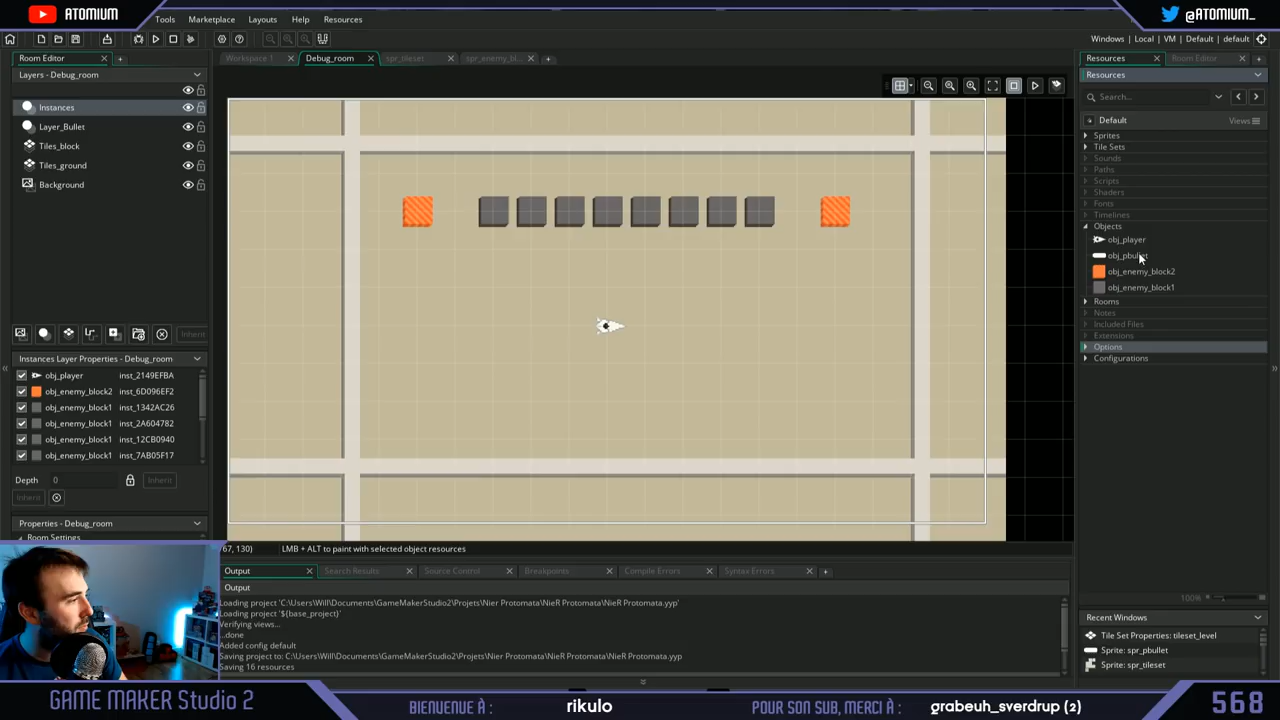 ATOMIUM
@ATOMIUM_
Tools Marketplace Layouts Help Resources
Windows | Local | VM | Default | default
Room Editor
Workspace 1 Debug_room spr_tileset spr_enemy_bl...
Resources Room Editor
Layers - Debug_room
Instances
Layer_Bullet
Tiles_block
Tiles_ground
Background
Inherit
Instances Layer Properties - Debug_room
obj_player inst_2149EFBA
obj_enemy_block2 inst_6D096EF2
obj_enemy_block1 inst_1342AC26
obj_enemy_block1 inst_2A604782
obj_enemy_block1 inst_12CB0940
obj_enemy_block1 inst_7AB05F17
Depth 0 Inherit
Inherit
Properties - Debug_room
Room Settings
67, 130) LMB + ALT to paint with selected object resources
Output Search Results Source Control Breakpoints Compile Errors Syntax Errors
Output
Loading project 'C:\Users\Will\Documents\GameMakerStudio2\Projets\Nier Protomata\NieR Protomata\NieR Protomata.yyp'
Loading project '${base_project}'
Verifying views...
...done
Added config default
Saving project to: C:\Users\Will\Documents\GameMakerStudio2\Projets\Nier Protomata\NieR Protomata\NieR Protomata.yyp
Saving 16 resources
Resources
Search...
Default Views
Sprites
Tile Sets
Sounds
Paths
Scripts
Shaders
Fonts
Timelines
Objects
obj_player
obj_pbullet
obj_enemy_block2
obj_enemy_block1
Rooms
Notes
Included Files
Extensions
Options
Configurations
100%
Recent Windows
Tile Set Properties: tileset_level
Sprite: spr_pbullet
Sprite: spr_tileset
GAME MAKER Studio 2
BIENVENUE À : rikulo
POUR SON SUB, MERCI À : grabeuh_sverdrup (2)
568